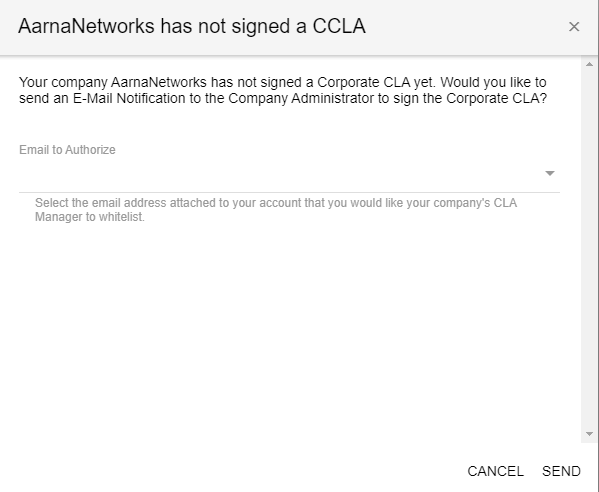 AarnaNetworks has not signed a CCLA
Your company AarnaNetworks has not signed a Corporate CLA yet. Would you like to
send an E-Mail Notification to the Company Administrator to sign the Corporate CLA?
Email to Authorize
Select the email address attached to your account that you would like your company's CLA
Manager to whitelist.
CANCEL SEND